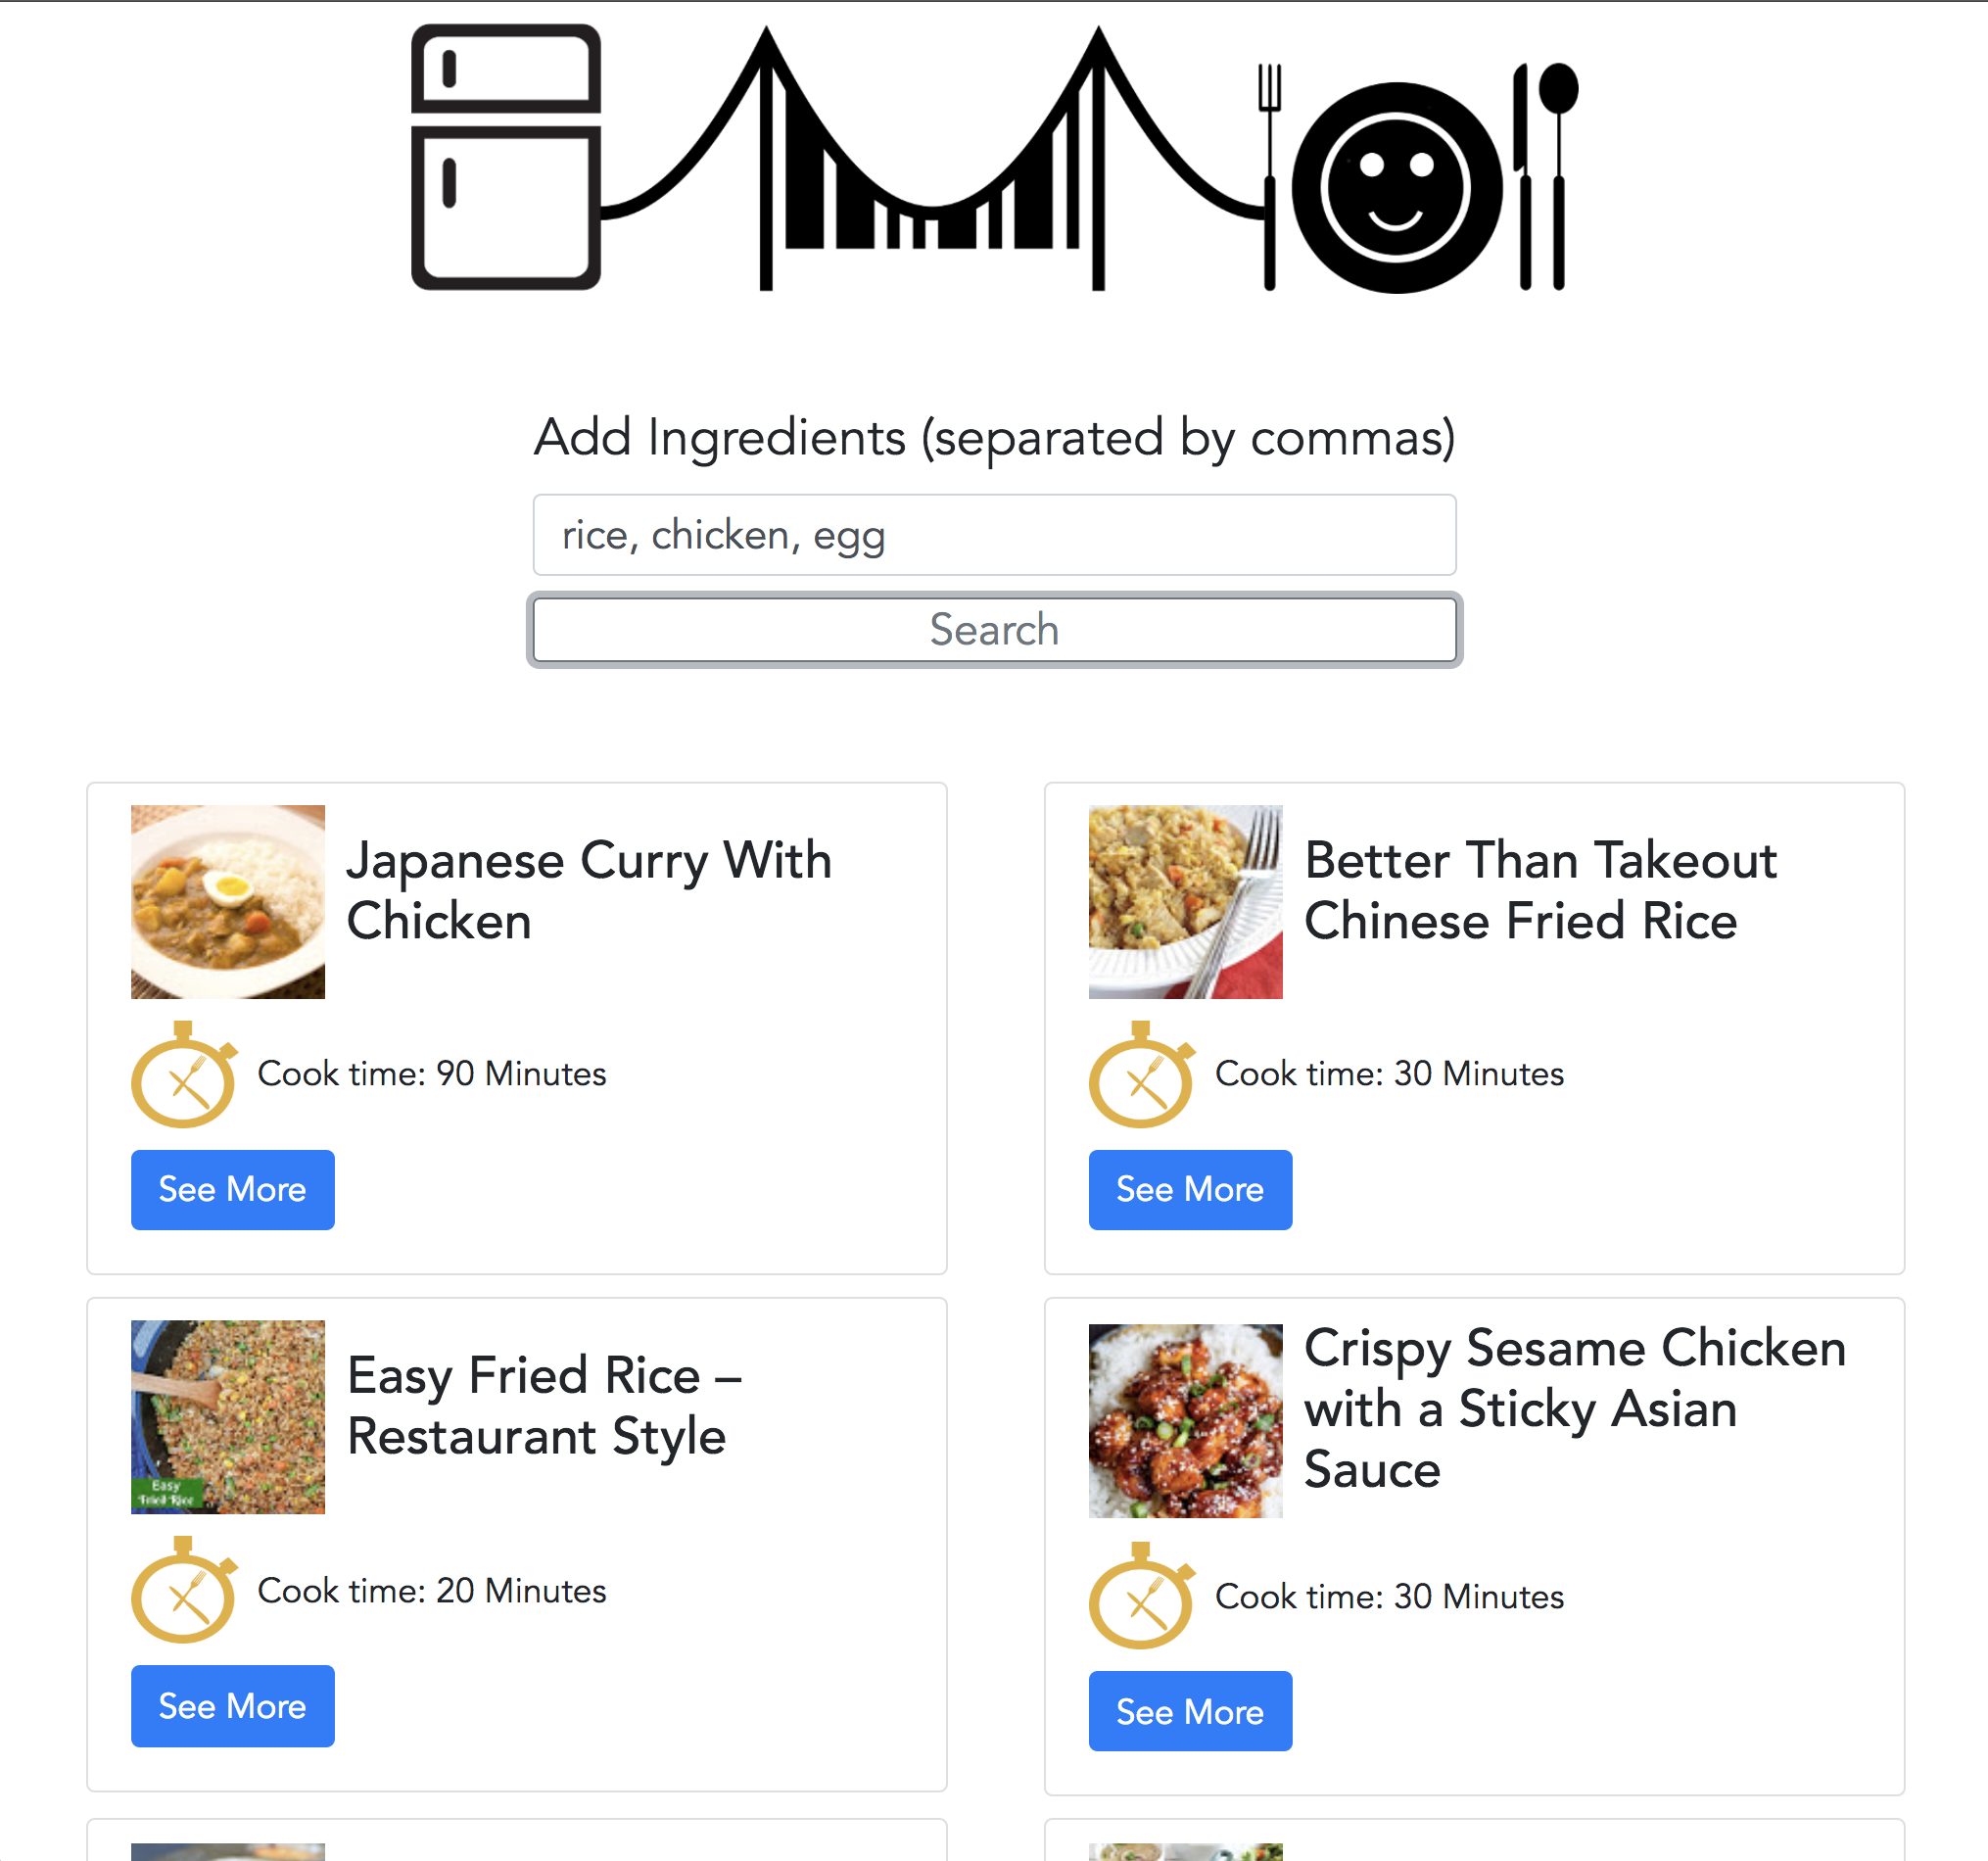 Add Ingredients (separated by commas)
rice, chicken, egg
Search
Japanese Curry With
Chicken
Cook time: 90 Minutes
See More
Better Than Takeout
Chinese Fried Rice
Cook time: 30 Minutes
See More
Easy
Fried Rice
Easy Fried Rice –
Restaurant Style
Cook time: 20 Minutes
See More
Crispy Sesame Chicken
with a Sticky Asian
Sauce
Cook time: 30 Minutes
See More